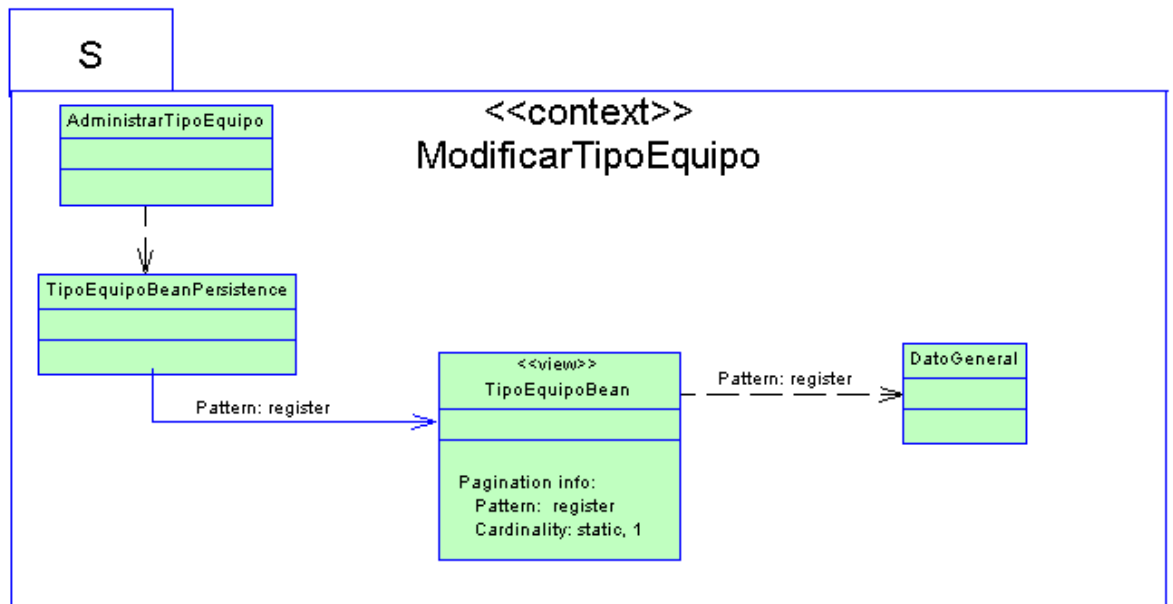 S
<<context>>
ModificarTipoEquipo
AdministrarTipoEquipo
TipoEquipoBeanPersistence
Pattern: register
<<view>>
TipoEquipoBean
Pagination info:
Pattern: register
Cardinality: static, 1
Pattern: register
DatoGeneral